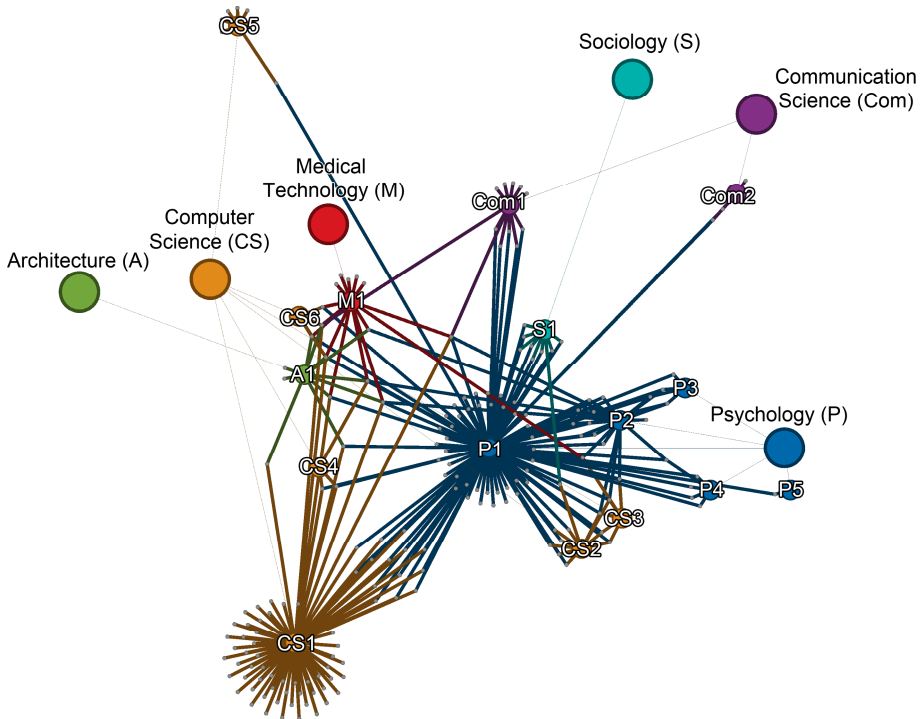 CS5
Sociology (S)
Communication
Science (Com)
Medical
Technology (M)
Com1
Com2
Computer
Science (CS)
Architecture (A)
M1
CS6
S1
A1
P3
Psychology (P)
P2
P1
CS4
P4
P5
CS3
CS2
CS1